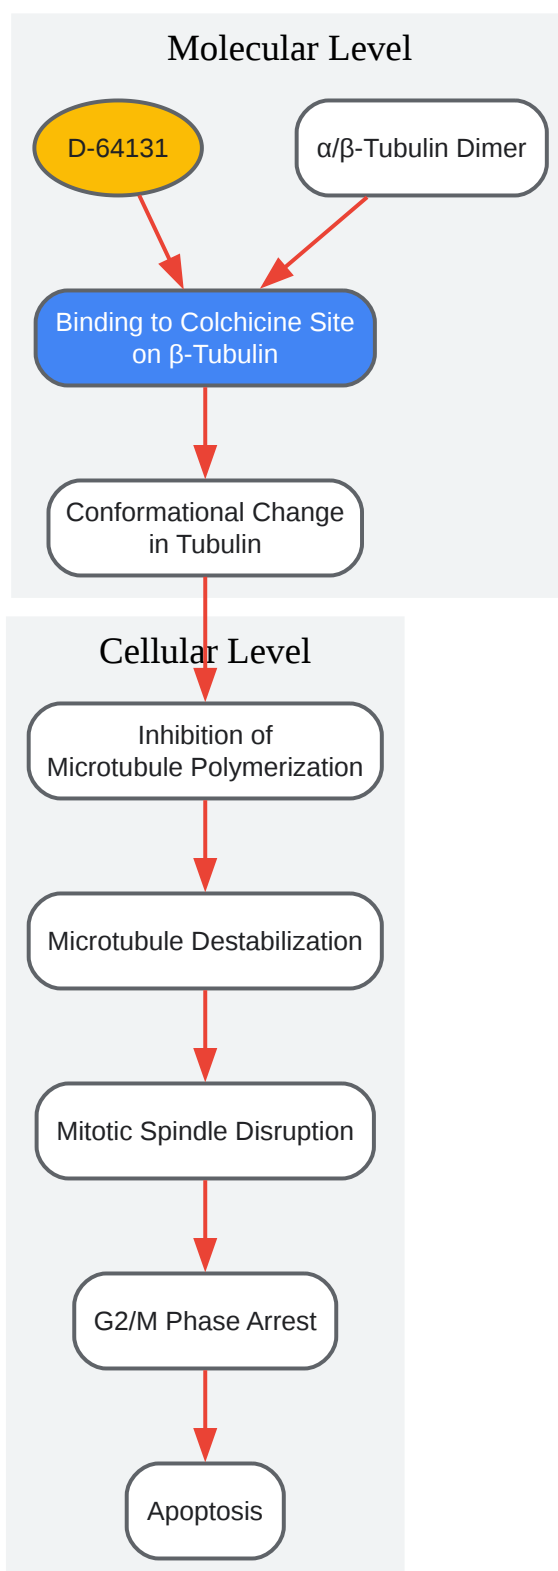 Molecular Level
D-64131
α/β-Tubulin Dimer
Binding to Colchicine Site
on β-Tubulin
Conformational Change
in Tubulin
Cellular Level
Inhibition of
Microtubule Polymerization
Microtubule Destabilization
Mitotic Spindle Disruption
G2/M Phase Arrest
Apoptosis